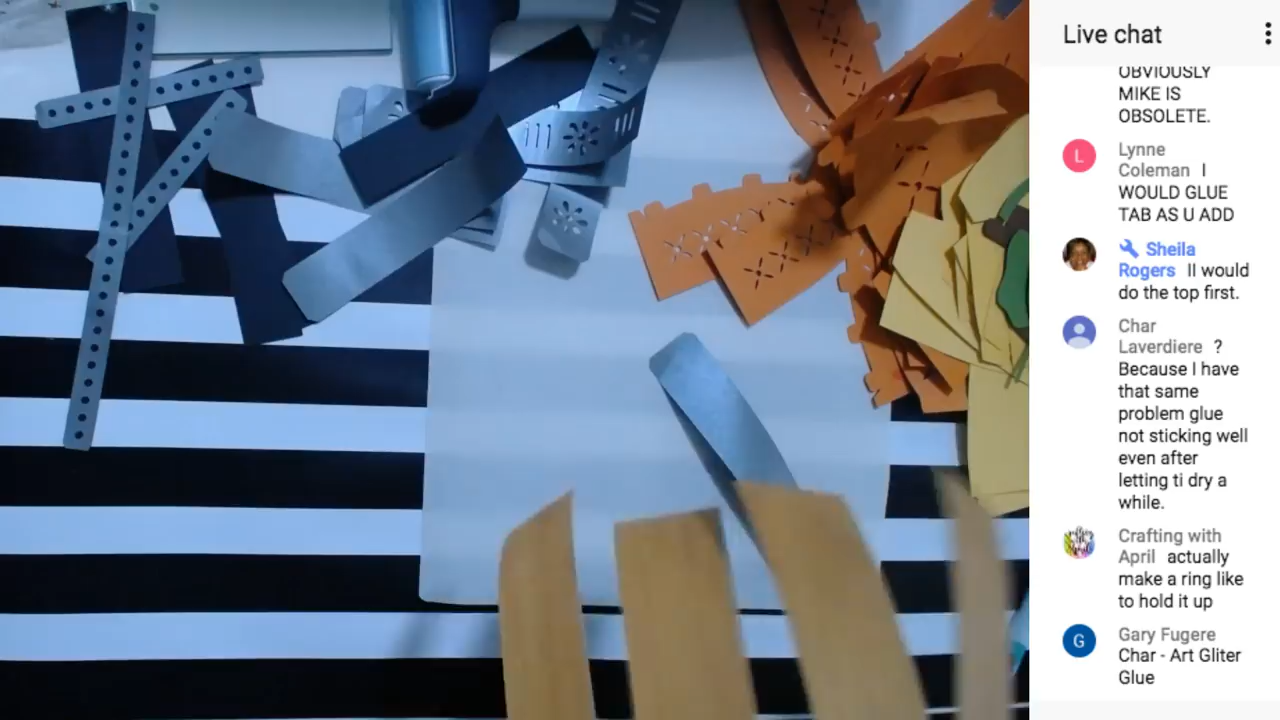 Live chat
OBVIOUSLY
MIKE IS
OBSOLETE.
L
Lynne
Coleman I
WOULD GLUE
TAB AS U ADD
Sheila
Rogers II would
do the top first.
Char
Laverdiere ?
Because I have
that same
problem glue
not sticking well
even after
letting ti dry a
while.
Crafting with
April actually
make a ring like
to hold it up
G
Gary Fugere
Char - Art Gliter
Glue